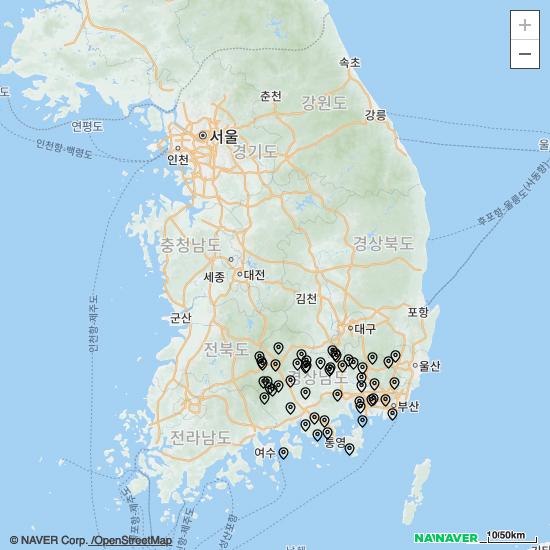 속초
춘천
강원도
강릉
도
연평도
서울
울
인천항-백령도
인천
경기도
후포항-울릉도(사동항)
충청남도
경상북도
세종
대전
김천
인천항-제주도
군산
포항
대구
전북도
울산
경상남도
부산
전라남도
통영
여수
© NAVER Corp. /OpenStreetMap
NA!NAVER
10/50km